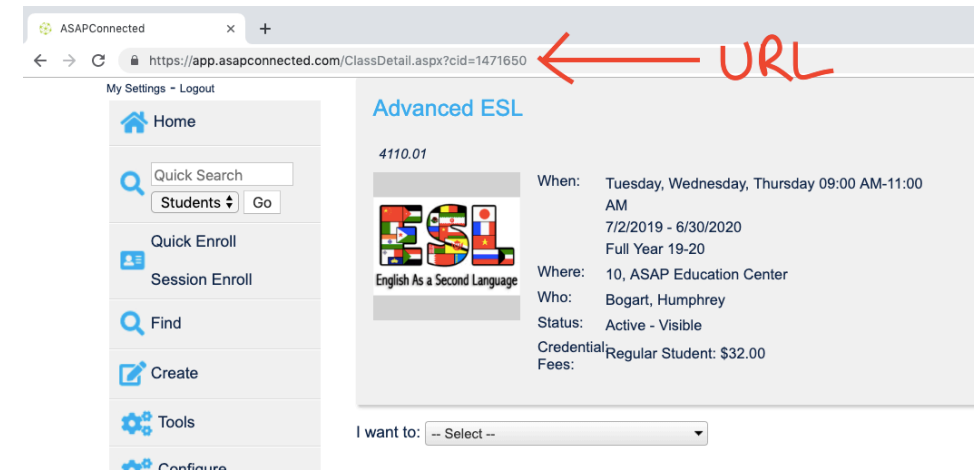 ASAPConnected
https://app.asapconnected.com/ClassDetail.aspx?cid=1471650
URL
My Settings - Logout
Home
Quick Search
Students Go
Quick Enroll
Session Enroll
Find
Create
Tools
Configure
Advanced ESL
4110.01
ESL
English As a Second Language
When: Tuesday, Wednesday, Thursday 09:00 AM-11:00
AM
7/2/2019 - 6/30/2020
Full Year 19-20
Where: 10, ASAP Education Center
Who: Bogart, Humphrey
Status: Active - Visible
Credential: Regular Student: $32.00
Fees:
I want to: -- Select --